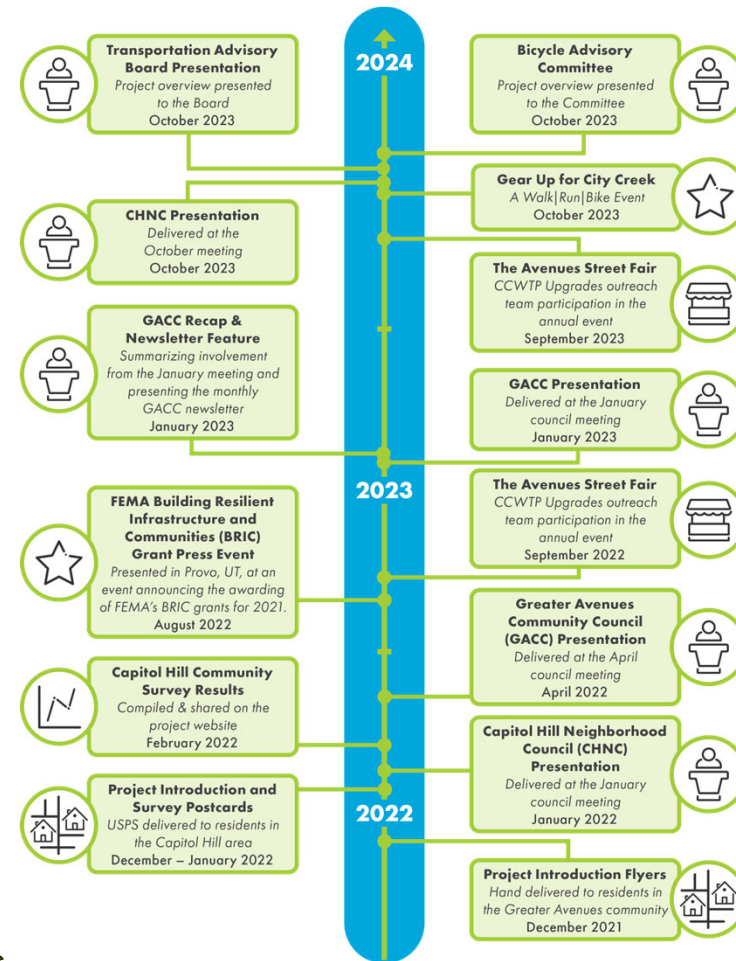 2024
Transportation Advisory
Board Presentation
Project overview presented
to the Board
October 2023
Bicycle Advisory
Committee
Project overview presented
to the Committee
October 2023
Gear Up for City Creek
A Walk|Run|Bike Event
October 2023
CHNC Presentation
Delivered at the
October meeting
October 2023
The Avenues Street Fair
CCWTP Upgrades outreach
team participation in the
annual event
September 2023
GACC Recap &
Newsletter Feature
Summarizing involvement
from the January meeting and
presenting the monthly
GACC newsletter
January 2023
GACC Presentation
Delivered at the January
council meeting
January 2023
2023
The Avenues Street Fair
CCWTP Upgrades outreach
team participation in the
annual event
September 2022
FEMA Building Resilient
Infrastructure and
Communities (BRIC)
Grant Press Event
Presented in Provo, UT, at an
event announcing the awarding
of FEMA's BRIC grants for 2021.
August 2022
Greater Avenues
Community Council
(GACC) Presentation
Delivered at the April
council meeting
April 2022
Capitol Hill Community
Survey Results
Compiled & shared on the
project website
February 2022
Capitol Hill Neighborhood
Council (CHNC)
Presentation
Delivered at the January
council meeting
January 2022
Project Introduction and
Survey Postcards
USPS delivered to residents in
the Capitol Hill area
December – January 2022
2022
Project Introduction Flyers
Hand delivered to residents in
the Greater Avenues community
December 2021